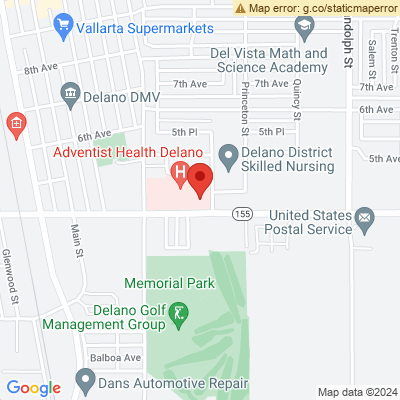 Map error: g.co/staticmaperror
Vallarta Supermarkets
Del Vista Math and
Science Academy
8th Ave
7th Ave
7th Ave
Delano DMV
Princeton St
Quincy St
Randolph St
Salem St
Trenton St
6th Ave
6th Ave
5th Pl
5th Pl
5th Ave
Adventist Health Delano
H
Delano District
Skilled Nursing
155
United States
Postal Service
Main St
Glenwood St
Memorial Park
Delano Golf
Management Group
Balboa Ave
Dans Automotive Repair
Google
Map data ©2024